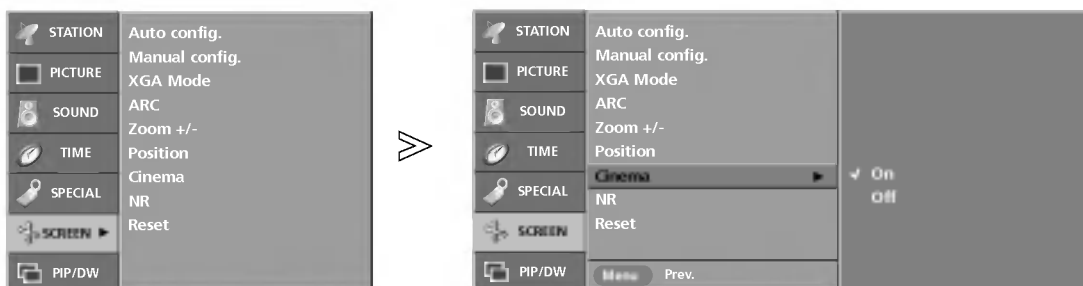 STATION
PICTURE
SOUND
TIME
SPECIAL
SCREEN
PIP/DW
Auto config.
Manual config.
XGA Mode
ARC
Zoom +/-
Position
Cinema
NR
Reset
STATION
PICTURE
SOUND
TIME
SPECIAL
SCREEN
PIP/DW
Auto config.
Manual config.
XGA Mode
ARC
Zoom +/-
Position
Cinema
NR
Reset
Menu Prev.
On
Off